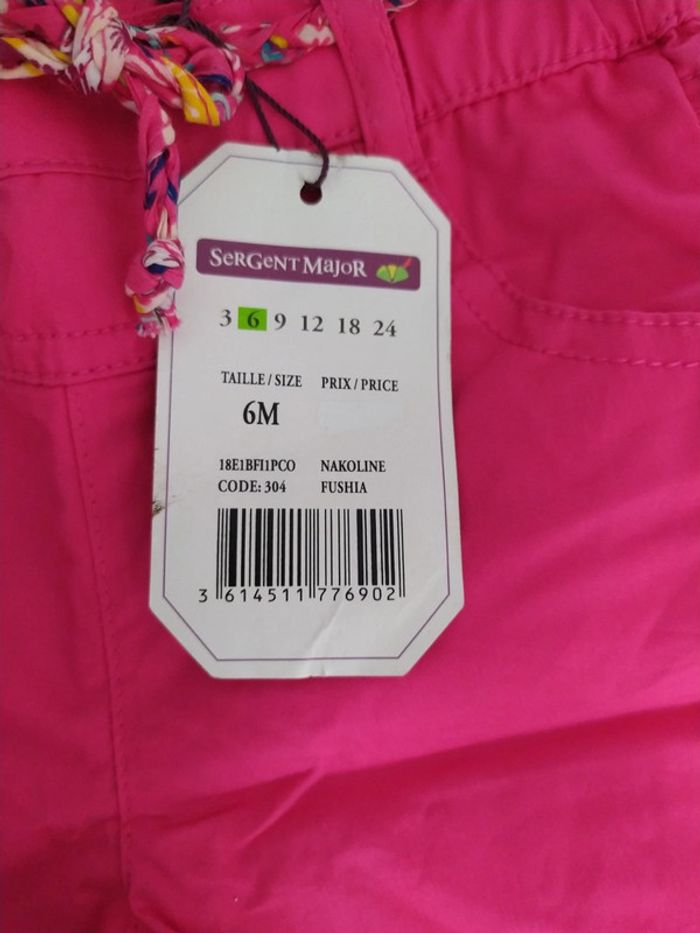 SERGENT MAJOR
3 6 9 12 18 24
TAILLE / SIZE PRIX / PRICE
6M
18E1BFI1PCO NAKOLINE
CODE: 304 FUSHIA
3 614511 776902